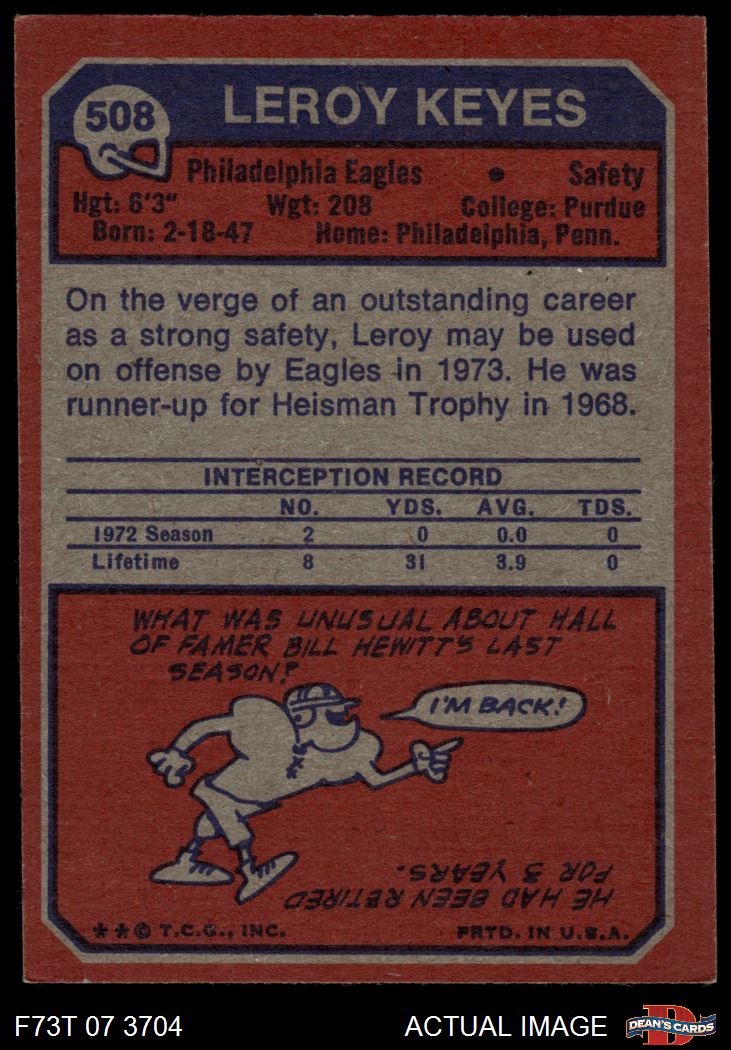 508
LEROY KEYES
Philadelphia Eagles • Safety
Hgt: 6'3" Wgt: 208 College: Purdue
Born: 2-18-47 Home: Philadelphia, Penn.
On the verge of an outstanding career
as a strong safety, Leroy may be used
on offense by Eagles in 1973. He was
runner-up for Heisman Trophy in 1968.
INTERCEPTION RECORD
NO. YDS. AVG. TDS.
1972 Season 2 0 0.0 0
Lifetime 8 31 3.9 0
WHAT WAS UNUSUAL ABOUT HALL
OF FAMER BILL HEWITT'S LAST
SEASON?
I'M BACK!
HE HAD BEEN RETIRED
FOR 3 YEARS.
**© T.C.G., INC. PRTD. IN U.S.A.
F73T 07 3704 ACTUAL IMAGE
DEAN'S CARDS